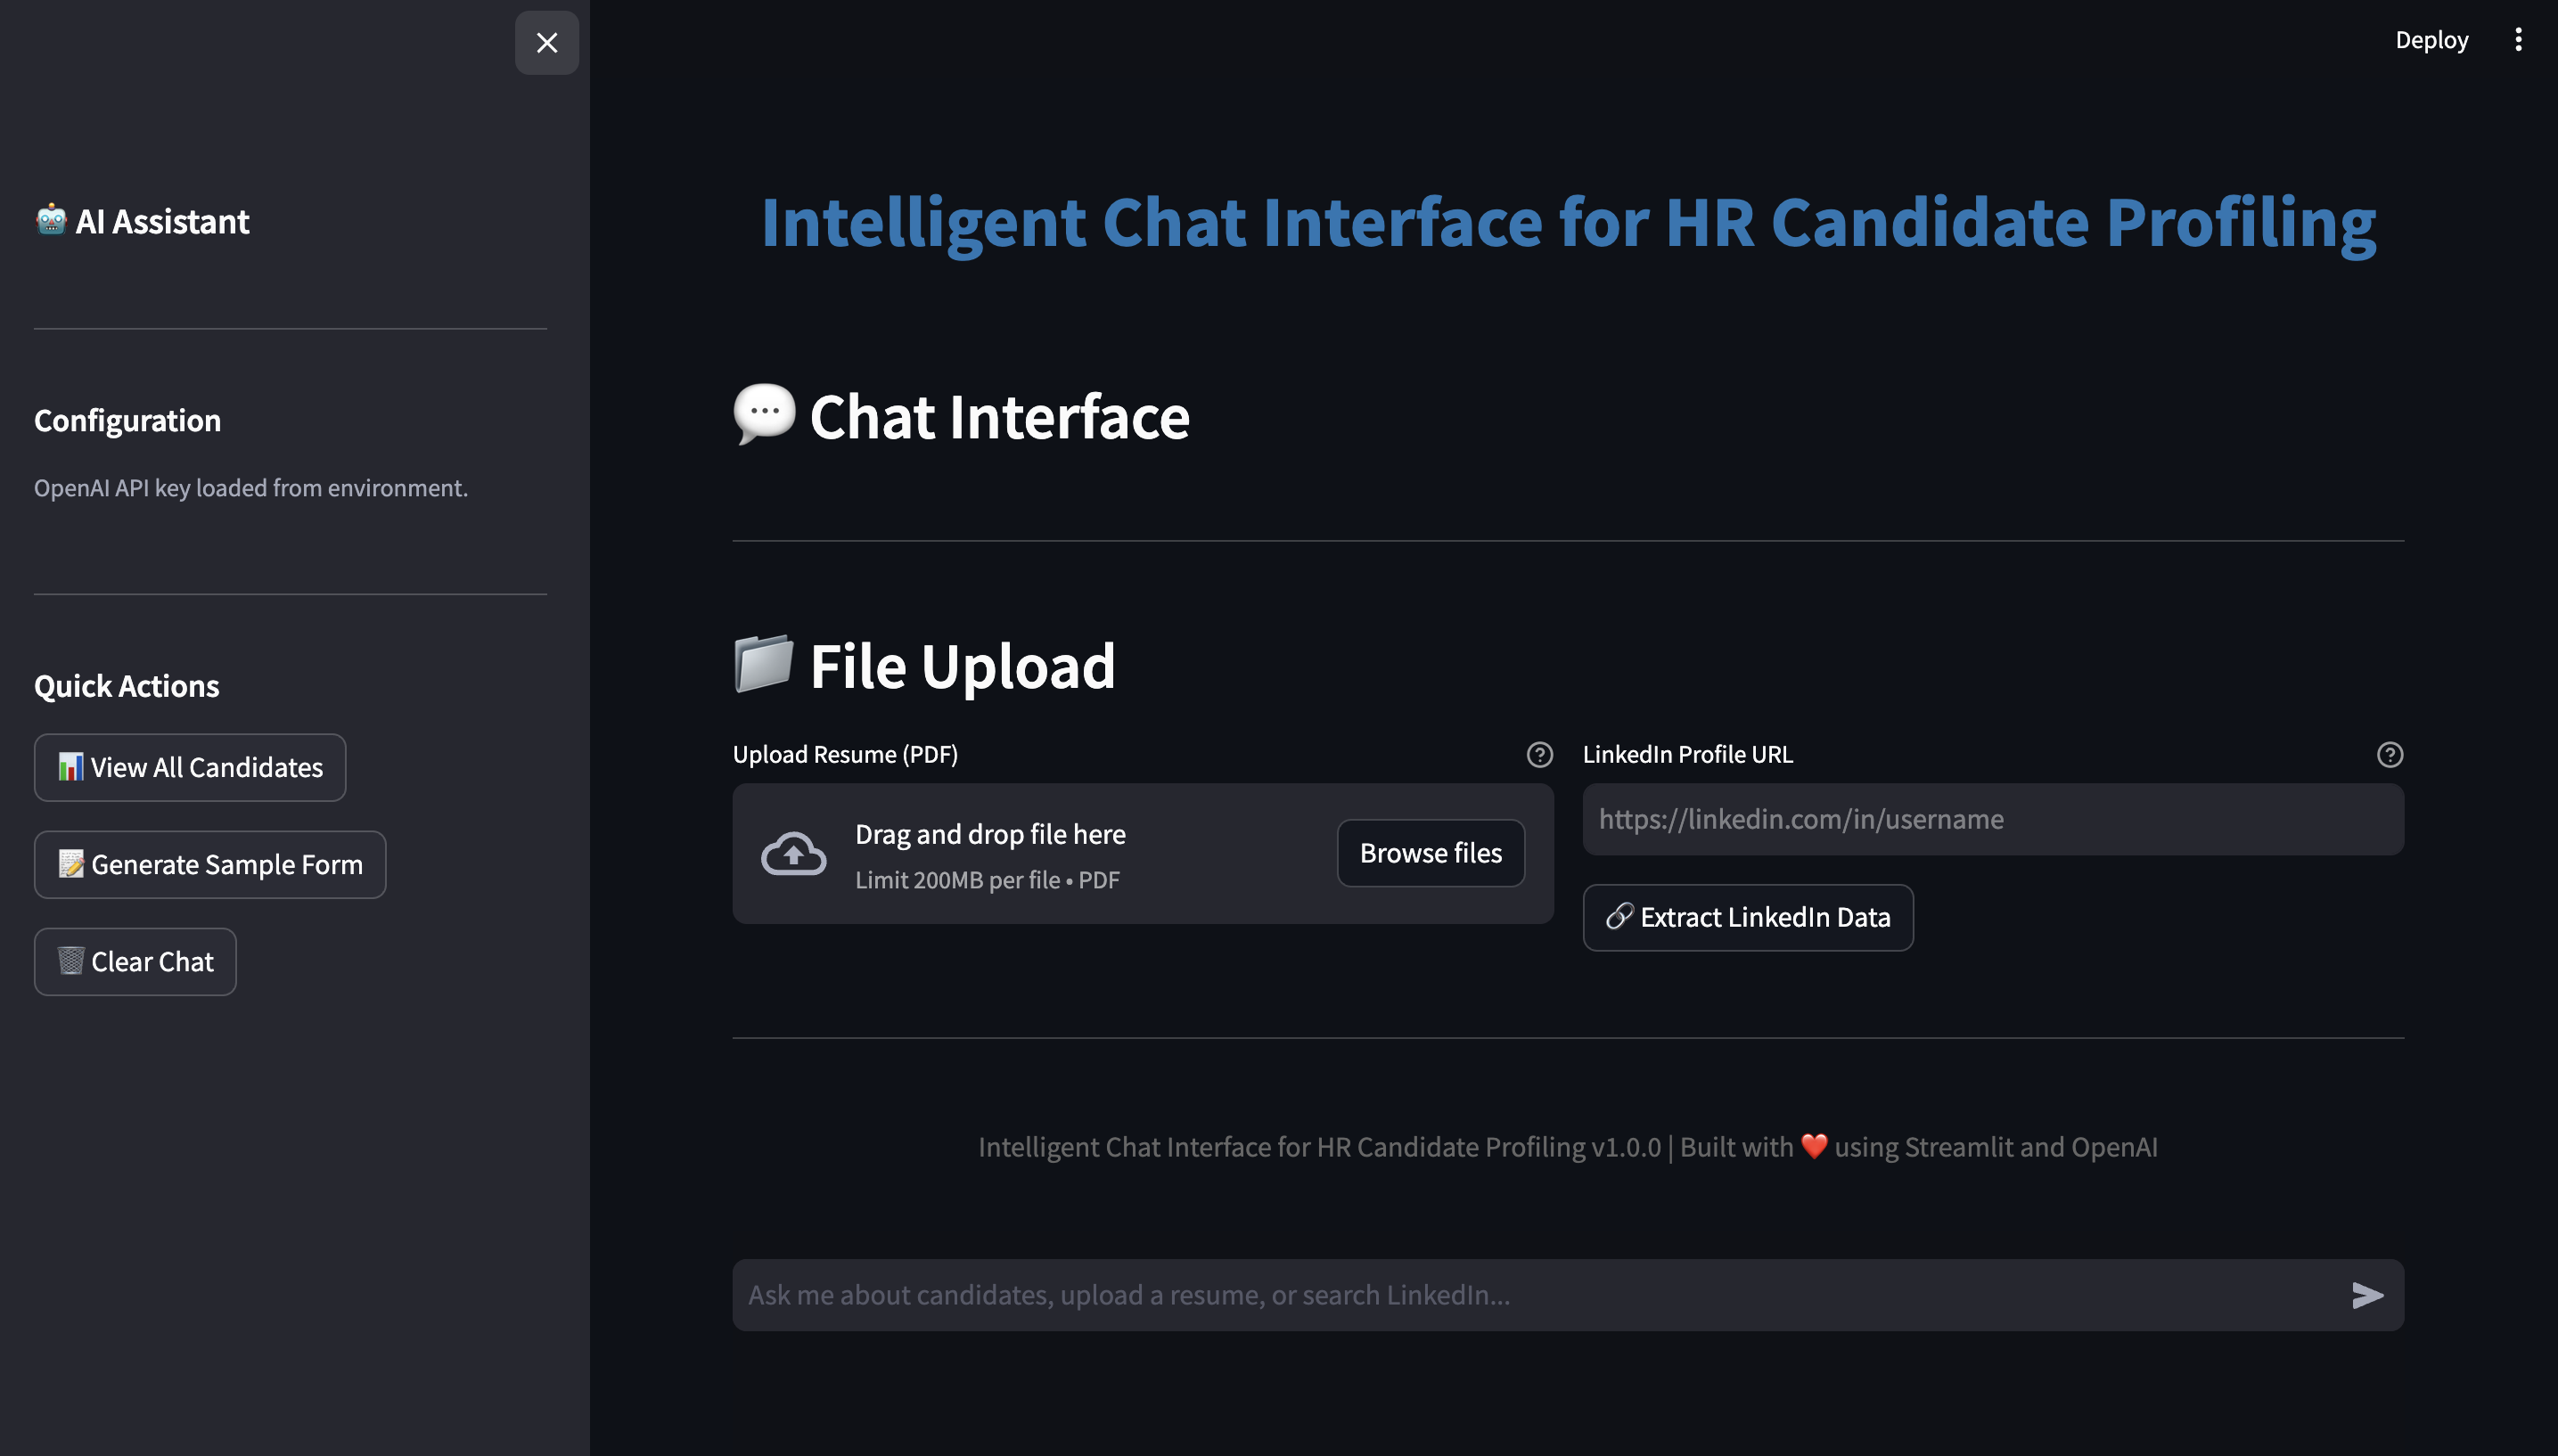 Deploy
🤖 AI Assistant
Configuration
OpenAI API key loaded from environment.
Quick Actions
📊 View All Candidates
📝 Generate Sample Form
🗑️ Clear Chat
Intelligent Chat Interface for HR Candidate Profiling
💬 Chat Interface
📁 File Upload
Upload Resume (PDF)
Drag and drop file here
Limit 200MB per file • PDF
Browse files
LinkedIn Profile URL
https://linkedin.com/in/username
🔗 Extract LinkedIn Data
Intelligent Chat Interface for HR Candidate Profiling v1.0.0 | Built with ❤️ using Streamlit and OpenAI
Ask me about candidates, upload a resume, or search LinkedIn...